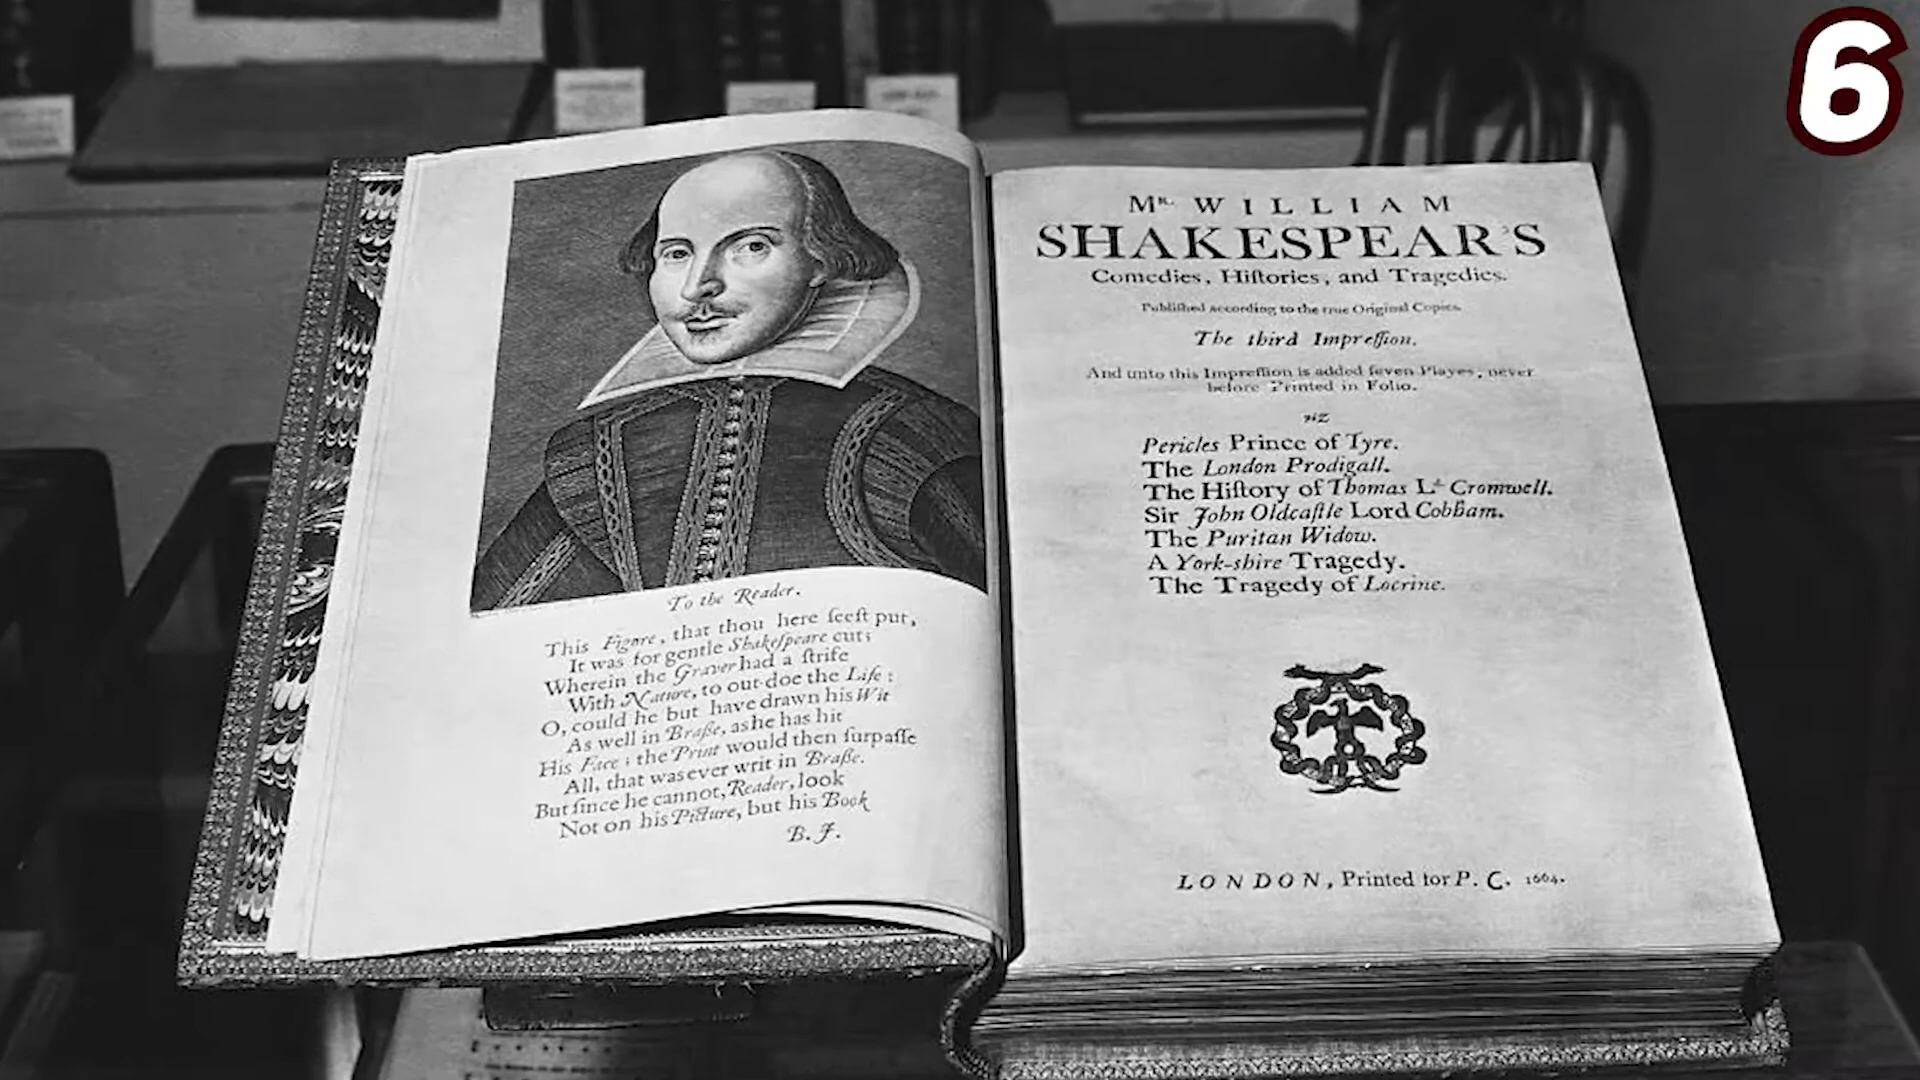 6
To the Reader.
This Figure, that thou here ſeeſt put,
It was for gentle Shakeſpeare cut;
Wherein the Graver had a ſtrife
With Nature, to out-doe the Life:
O, could he but have drawn his Wit
As well in Braſſe, as he has hit
His Face; the Print would then ſurpaſſe
All, that was ever writ in Braſſe.
But ſince he cannot, Reader, look
Not on his Picture, but his Book
B. J.
Mr. WILLIAM
SHAKESPEAR'S
Comedies, Hiſtories, and Tragedies.
Publiſhed according to the true Original Copies.
The third Impreſſion.
And unto this Impreſſion is added ſeven Playes, never
before Printed in Folio.
viz
Pericles Prince of Tyre.
The London Prodigall.
The Hiſtory of Thomas Ld. Cromwell.
Sir John Oldcaſtle Lord Cobham.
The Puritan Widow.
A York-shire Tragedy.
The Tragedy of Locrine.
LONDON, Printed for P. C. 1664.